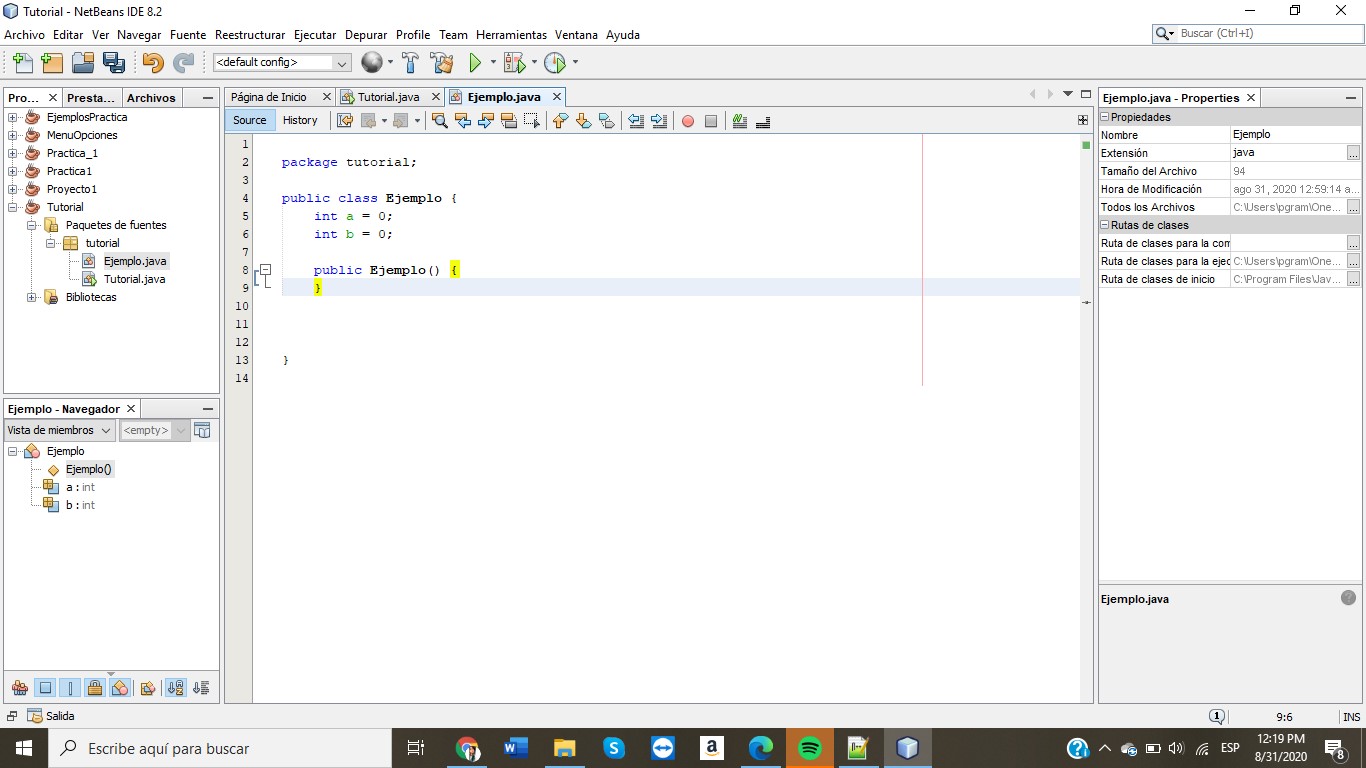 Tutorial - NetBeans IDE 8.2
Archivo Editar Ver Navegar Fuente Reestructurar Ejecutar Depurar Profile Team Herramientas Ventana Ayuda
Buscar (Ctrl+I)
<default config>
Pro... Presta... Archivos
EjemplosPractica
MenuOpciones
Practica_1
Practica1
Proyecto1
Tutorial
Paquetes de fuentes
tutorial
Ejemplo.java
Tutorial.java
Bibliotecas
Ejemplo - Navegador
Vista de miembros <empty>
Ejemplo
Ejemplo()
a : int
b : int
Página de Inicio Tutorial.java Ejemplo.java
Source History
1
2 package tutorial;
3
4 public class Ejemplo {
5 int a = 0;
6 int b = 0;
7
8 public Ejemplo() {
9 }
10
11
12
13 }
14
Ejemplo.java - Properties
Propiedades
Nombre Ejemplo
Extensión java ...
Tamaño del Archivo 94
Hora de Modificación ago 31, 2020 12:59:14 a...
Todos los Archivos C:\Users\pgram\One... ...
Rutas de clases
Ruta de clases para la com ...
Ruta de clases para la ejec C:\Users\pgram\One... ...
Ruta de clases de inicio C:\Program Files\Jav... ...
Ejemplo.java
?
Salida
1 9:6 INS
Escribe aquí para buscar
ESP
12:19 PM
8/31/2020
8